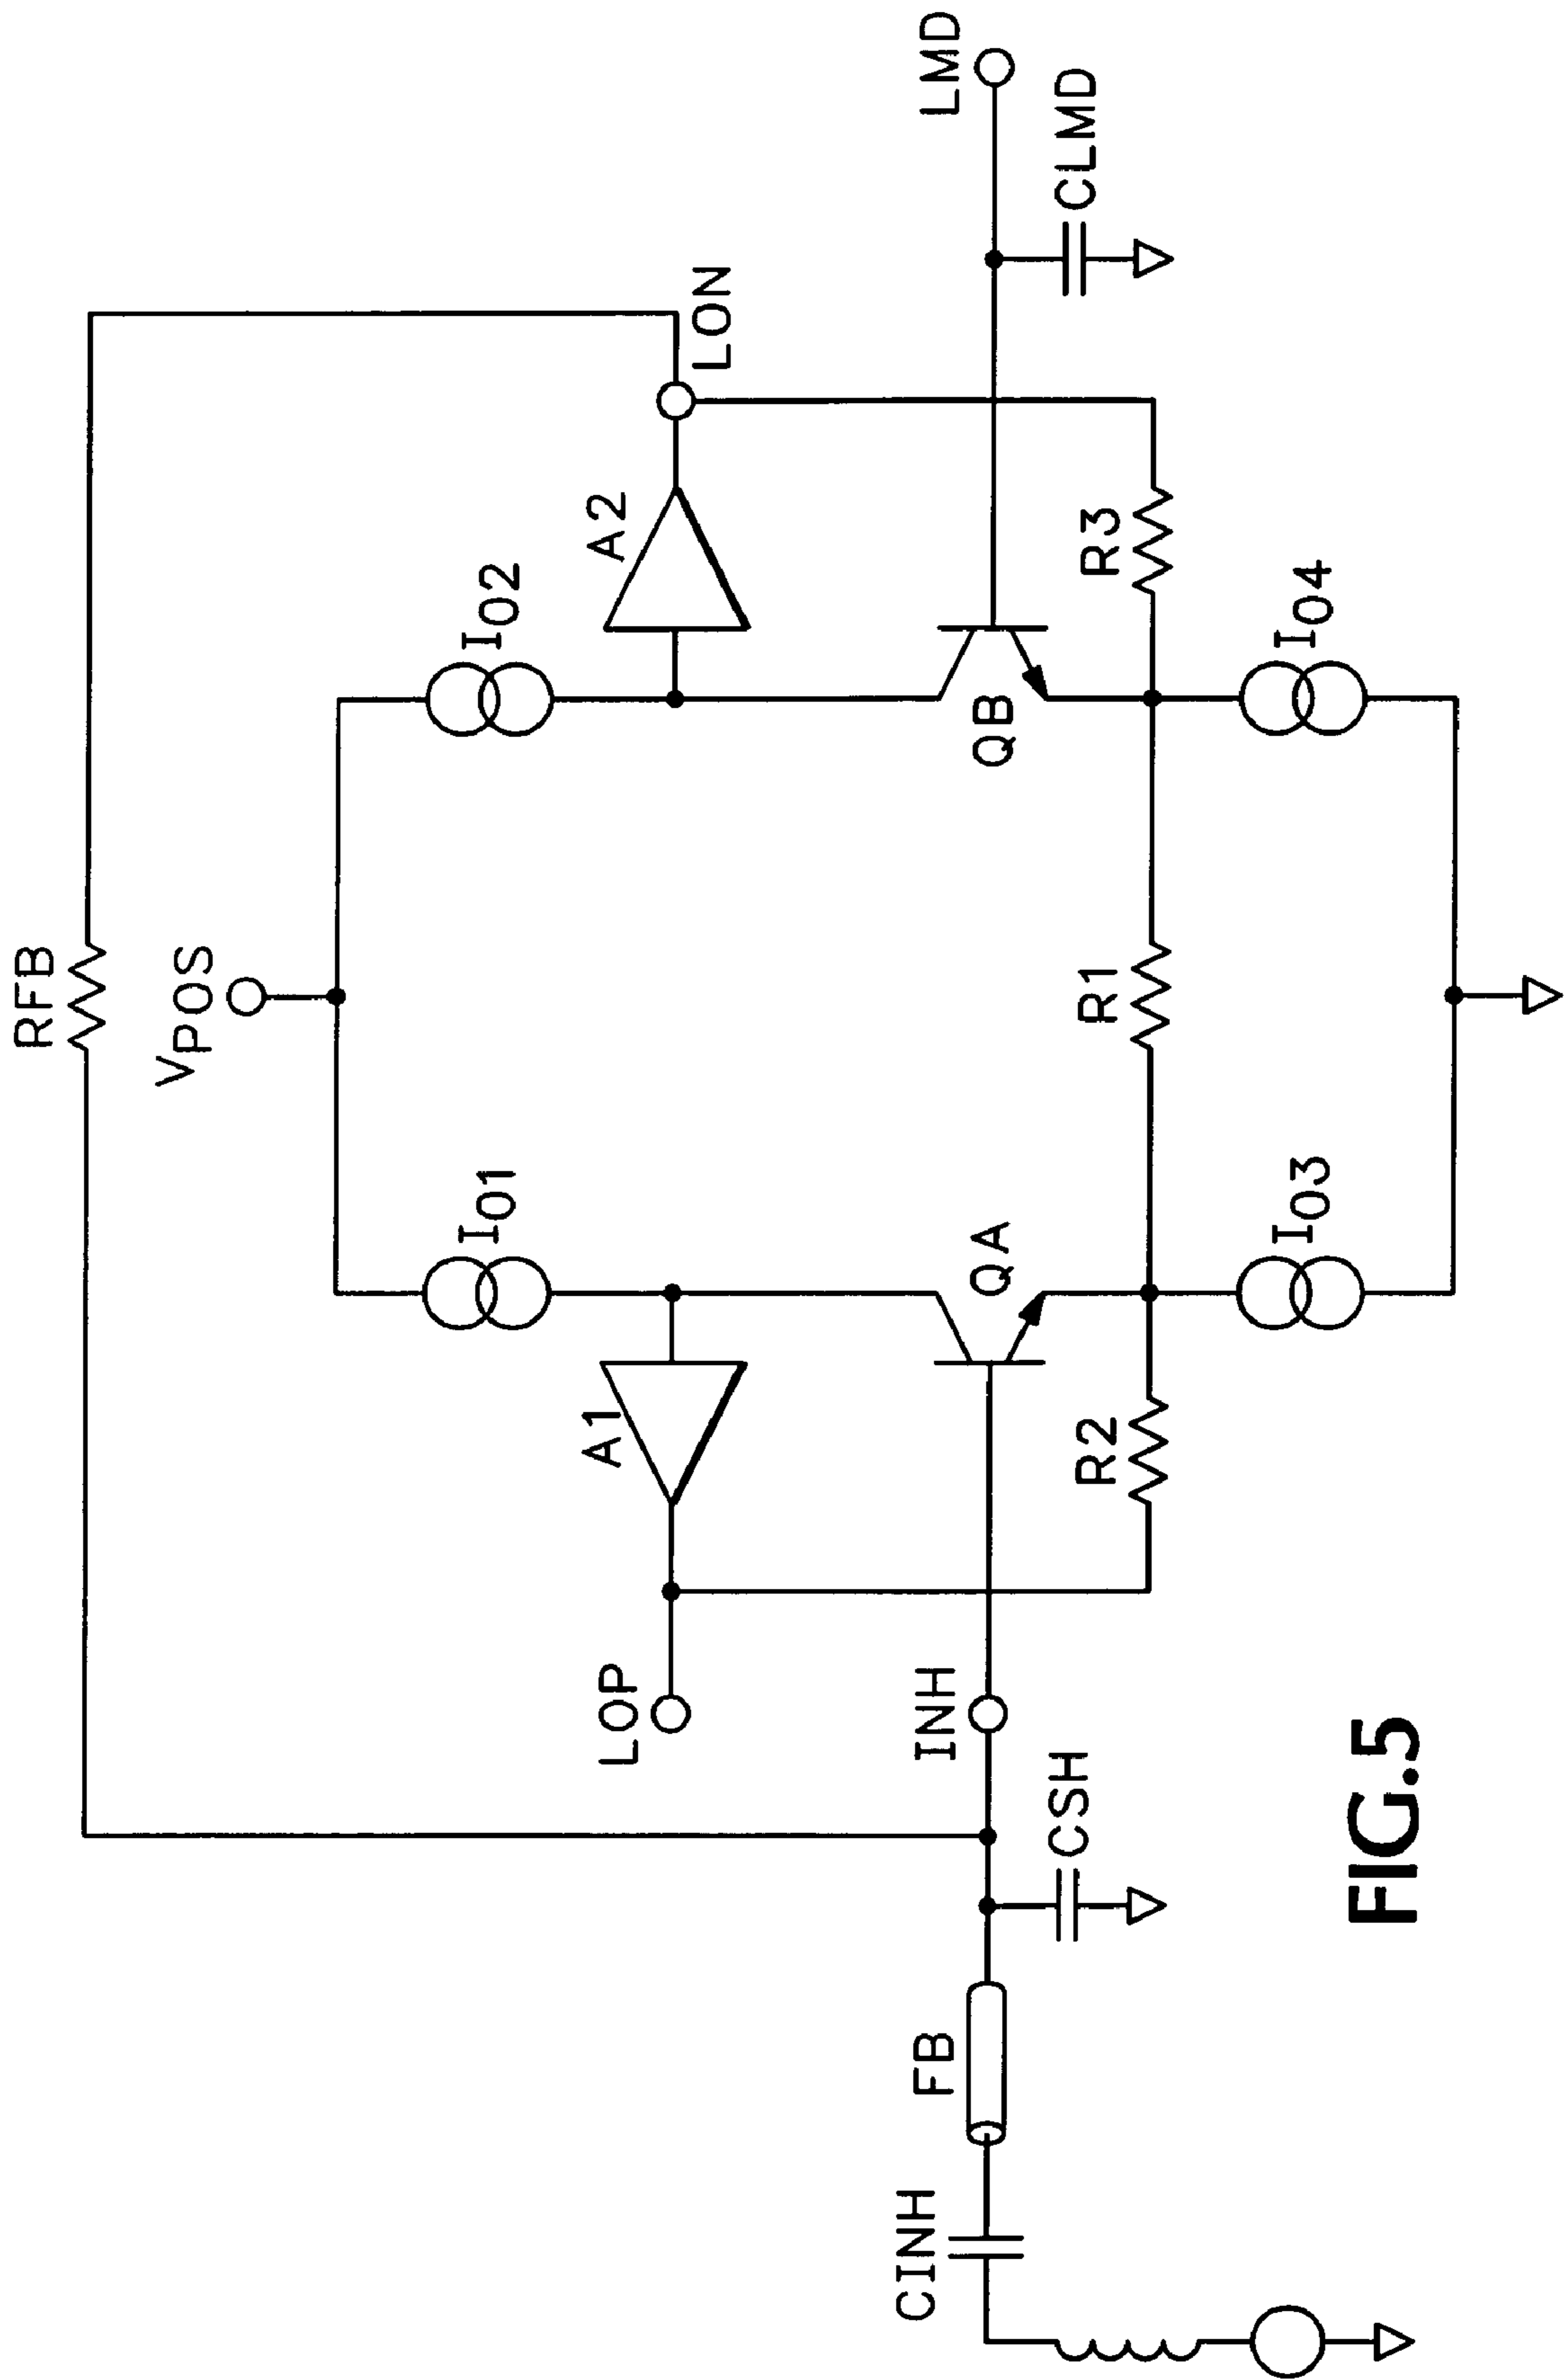 RFB
VPOS
I01
I02
A1
A2
LOP
LON
INH
QA
QB
LMD
CINH
FB
CSH
CLMD
R2
R1
R3
I03
I04
FIG.5